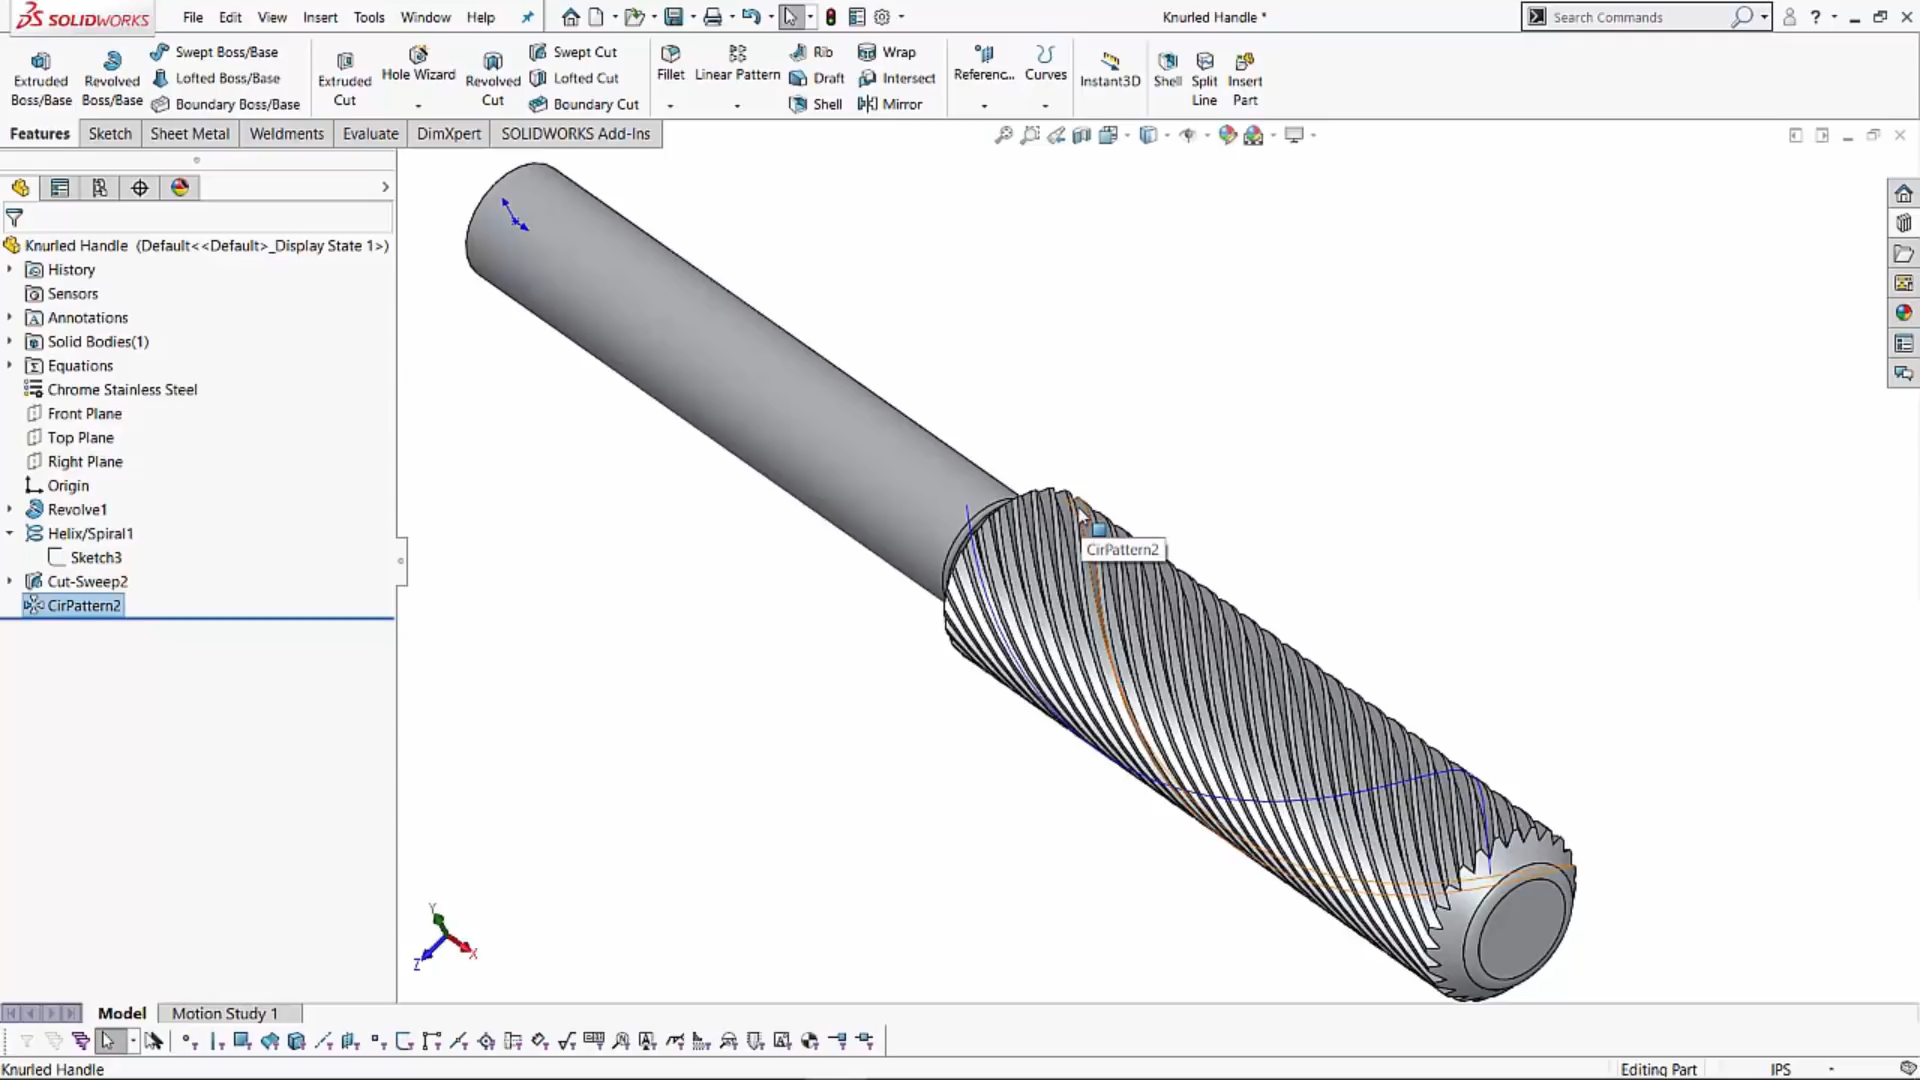 SOLIDWORKS File Edit View Insert Tools Window Help Knurled Handle * Search Commands ?
Swept Boss/Base Swept Cut Rib Wrap
Extruded Boss/Base Revolved Boss/Base Lofted Boss/Base Extruded Cut Hole Wizard Revolved Cut Lofted Cut Fillet Linear Pattern Draft Intersect Referenc... Curves Instant3D Shell Split Line Insert Part
Boundary Boss/Base Boundary Cut Shell Mirror
Features Sketch Sheet Metal Weldments Evaluate DimXpert SOLIDWORKS Add-Ins
Knurled Handle (Default<<Default>_Display State 1>)
History
Sensors
Annotations
Solid Bodies(1)
Equations
Chrome Stainless Steel
Front Plane
Top Plane
Right Plane
Origin
Revolve1
Helix/Spiral1
Sketch3
Cut-Sweep2
CirPattern2
CirPattern2
Y
X
Z
Model Motion Study 1
Knurled Handle Editing Part IPS -